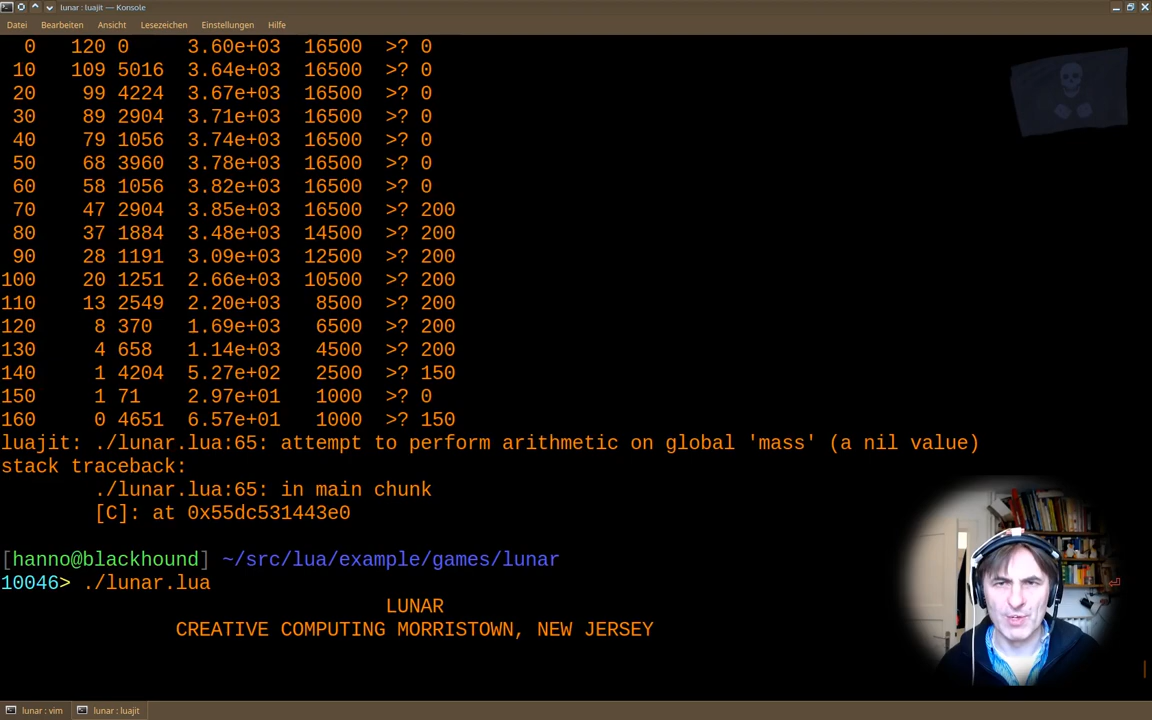 lunar : luajit — Konsole
Datei Bearbeiten Ansicht Lesezeichen Einstellungen Hilfe
0 120 0 3.60e+03 16500 >? 0
10 109 5016 3.64e+03 16500 >? 0
20 99 4224 3.67e+03 16500 >? 0
30 89 2904 3.71e+03 16500 >? 0
40 79 1056 3.74e+03 16500 >? 0
50 68 3960 3.78e+03 16500 >? 0
60 58 1056 3.82e+03 16500 >? 0
70 47 2904 3.85e+03 16500 >? 200
80 37 1884 3.48e+03 14500 >? 200
90 28 1191 3.09e+03 12500 >? 200
100 20 1251 2.66e+03 10500 >? 200
110 13 2549 2.20e+03 8500 >? 200
120 8 370 1.69e+03 6500 >? 200
130 4 658 1.14e+03 4500 >? 200
140 1 4204 5.27e+02 2500 >? 150
150 1 71 2.97e+01 1000 >? 0
160 0 4651 6.57e+01 1000 >? 150
luajit: ./lunar.lua:65: attempt to perform arithmetic on global 'mass' (a nil value)
stack traceback:
./lunar.lua:65: in main chunk
[C]: at 0x55dc531443e0
[hanno@blackhound] ~/src/lua/example/games/lunar
10046> ./lunar.lua
LUNAR
CREATIVE COMPUTING MORRISTOWN, NEW JERSEY
lunar : vim lunar : luajit